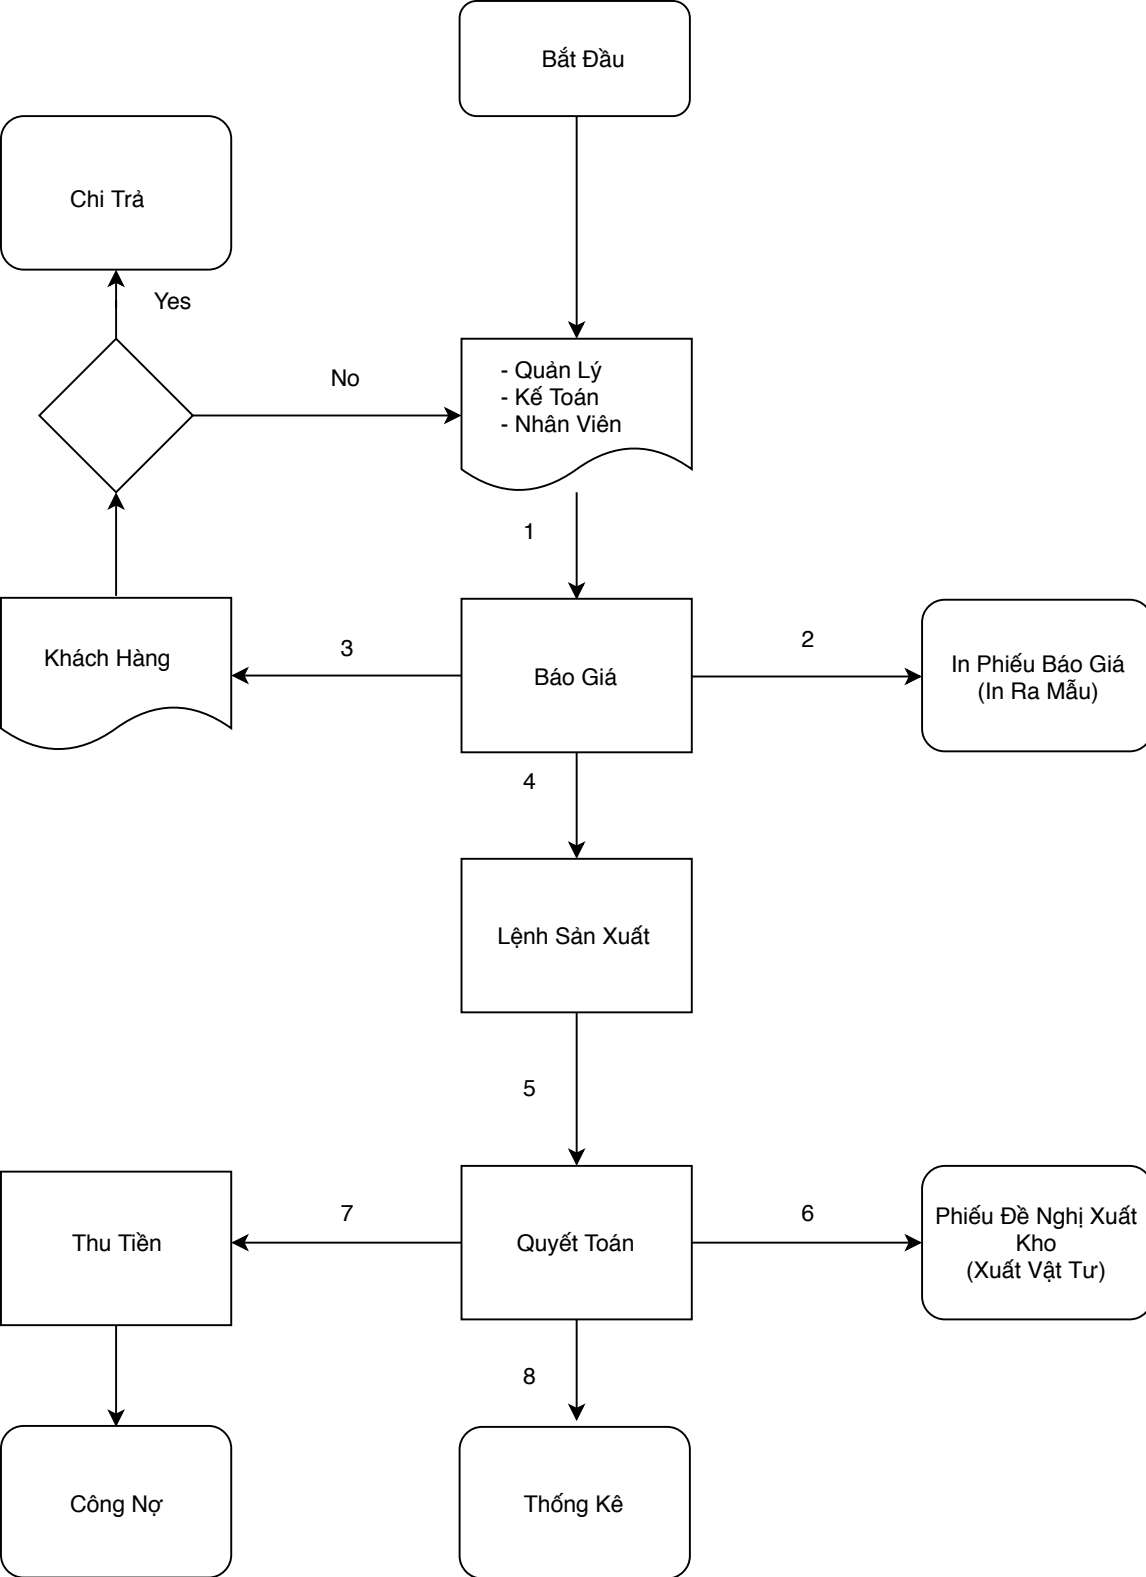 Bắt Đầu
Chi Trả
Yes
No
- Quản Lý
- Kế Toán
- Nhân Viên
1
Khách Hàng
3
Báo Giá
2
In Phiếu Báo Giá
(In Ra Mẫu)
4
Lệnh Sản Xuất
5
Thu Tiền
7
Quyết Toán
6
Phiếu Đề Nghị Xuất
Kho
(Xuất Vật Tư)
8
Công Nợ
Thống Kê